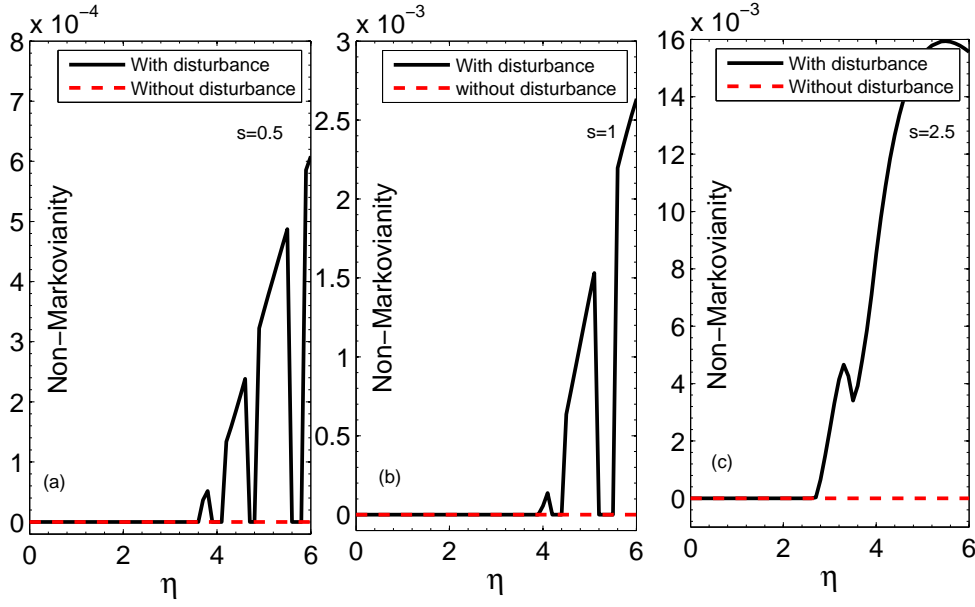 x 10⁻⁴
8
7
6
5
4
3
2
1
0
0 2 4 6
η
Non−Markovianity
With disturbance
Without disturbance
s=0.5
(a)
x 10⁻³
3
2.5
2
1.5
1
0.5
0
0 2 4 6
η
Non−Markovianity
With disturbance
without disturbance
s=1
(b)
x 10⁻³
16
14
12
10
8
6
4
2
0
0 2 4 6
η
Non−Markovianity
With disturbance
Without disturbance
s=2.5
(c)